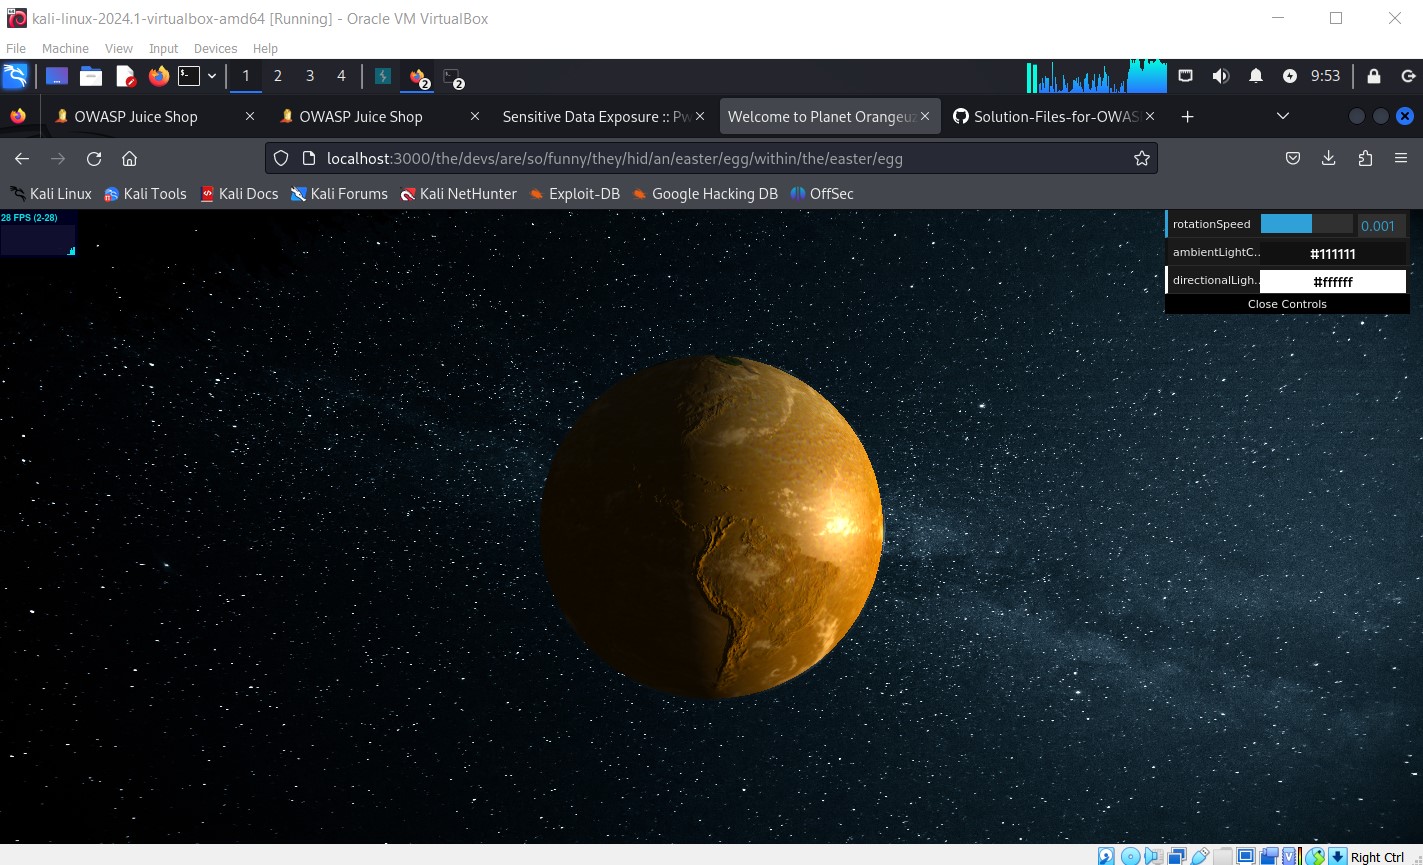 kali-linux-2024.1-virtualbox-amd64 [Running] - Oracle VM VirtualBox
File Machine View Input Devices Help
1 2 3 4 2 2 9:53
OWASP Juice Shop OWASP Juice Shop Sensitive Data Exposure :: Pw Welcome to Planet Orangeuz Solution-Files-for-OWAS
localhost:3000/the/devs/are/so/funny/they/hid/an/easter/egg/within/the/easter/egg
Kali Linux Kali Tools Kali Docs Kali Forums Kali NetHunter Exploit-DB Google Hacking DB OffSec
28 FPS (2-28)
rotationSpeed 0.001
ambientLightC.. #111111
directionalLigh.. #ffffff
Close Controls
Right Ctrl